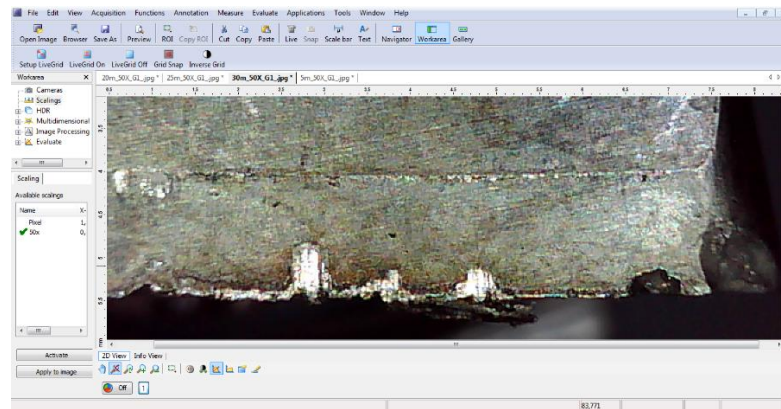 File Edit View Acquisition Functions Annotation Measure Evaluate Applications Tools Window Help
Open Image Browser Save As Preview ROI Copy ROI Cut Copy Paste Live Snap Scale bar Text Navigator Workarea Gallery
Setup LiveGrid LiveGrid On LiveGrid Off Grid Snap Inverse Grid
Workarea X 20m_50X_G1_.jpg * 25m_50X_G1_.jpg * 30m_50X_G1_.jpg * 5m_50X_G1_.jpg *
Cameras
Scalings
HDR
Multidimensional
Image Processing
Evaluate
Scaling
Available scalings
Name X-
Pixel 1,
50x 0,
Activate
Apply to image
2D View Info View
Off 1
83,771